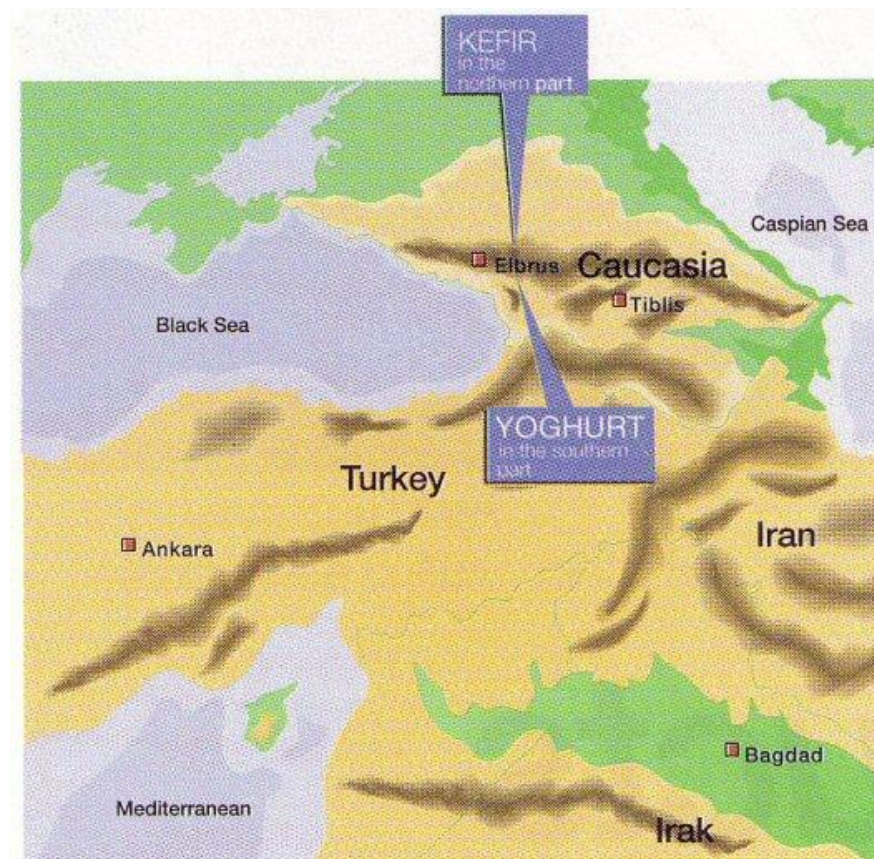 KEFIR
in the
northern part
Caspian Sea
Elbrus
Caucasia
Tiblis
Black Sea
YOGHURT
in the southern
part
Turkey
Iran
Ankara
Bagdad
Mediterranean
Irak